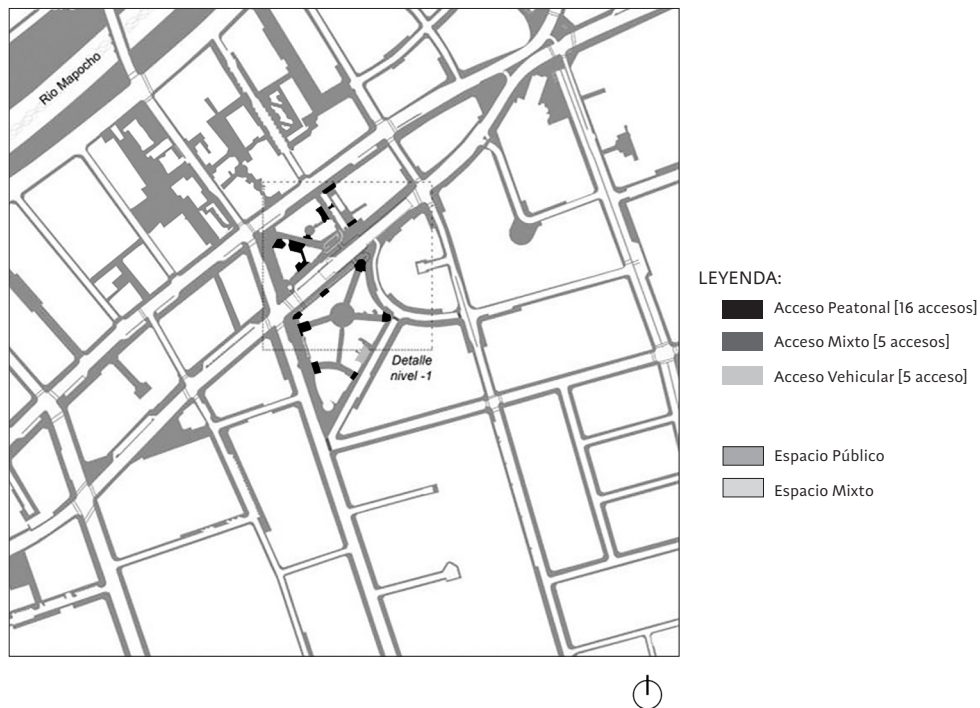 Rio Mapocho
Detalle
nivel -1
LEYENDA:
Acceso Peatonal [16 accesos]
Acceso Mixto [5 accesos]
Acceso Vehicular [5 acceso]
Espacio Público
Espacio Mixto